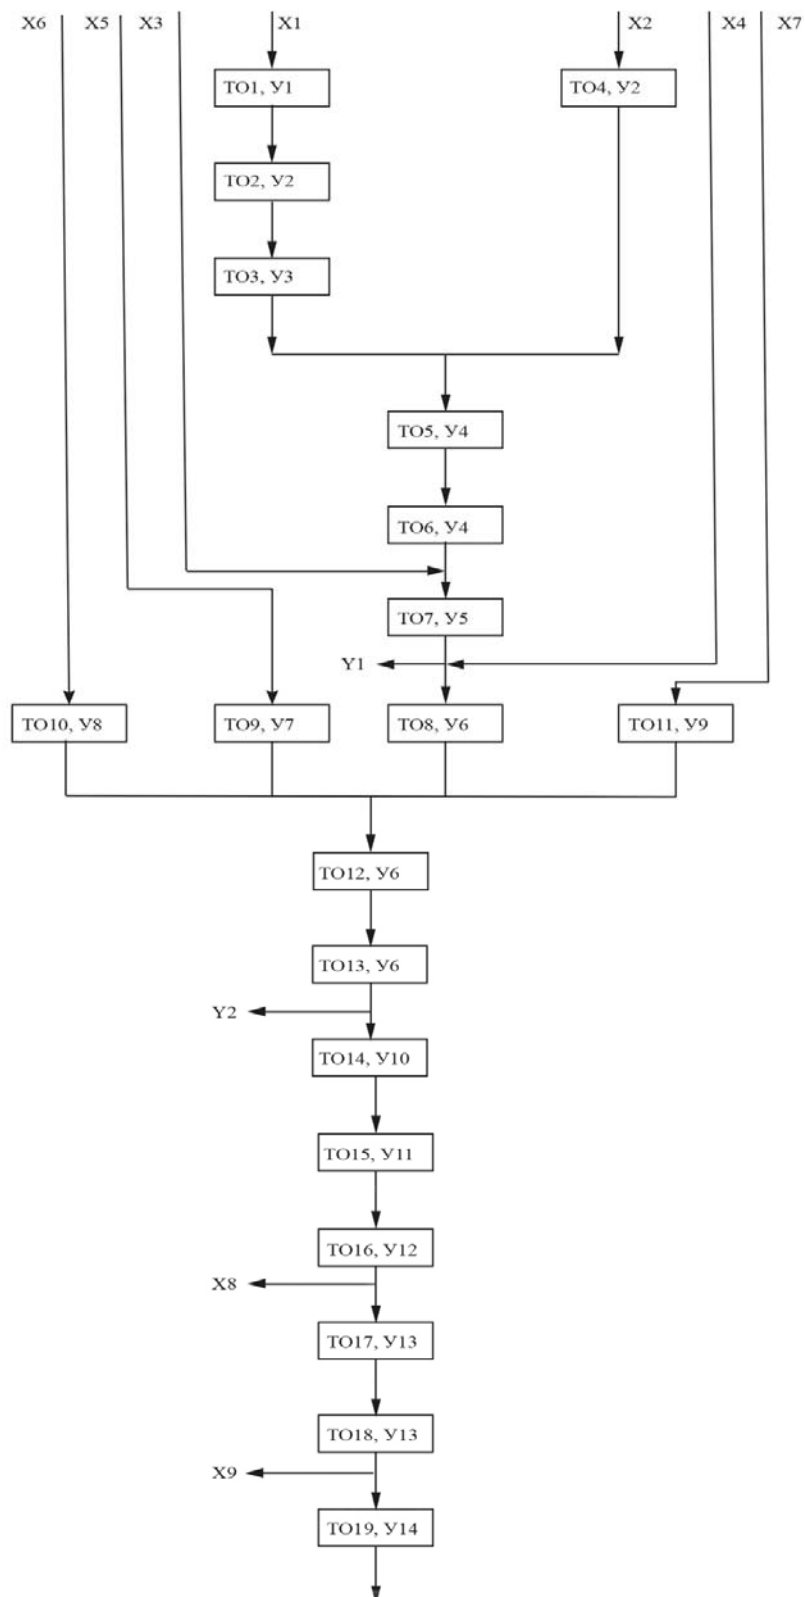 X6
X5
X3
X1
X2
X4
X7
ТО1, У1
ТО4, У2
ТО2, У2
ТО3, У3
ТО5, У4
ТО6, У4
ТО7, У5
Y1
ТО10, У8
ТО9, У7
ТО8, У6
ТО11, У9
ТО12, У6
ТО13, У6
Y2
ТО14, У10
ТО15, У11
ТО16, У12
X8
ТО17, У13
ТО18, У13
X9
ТО19, У14